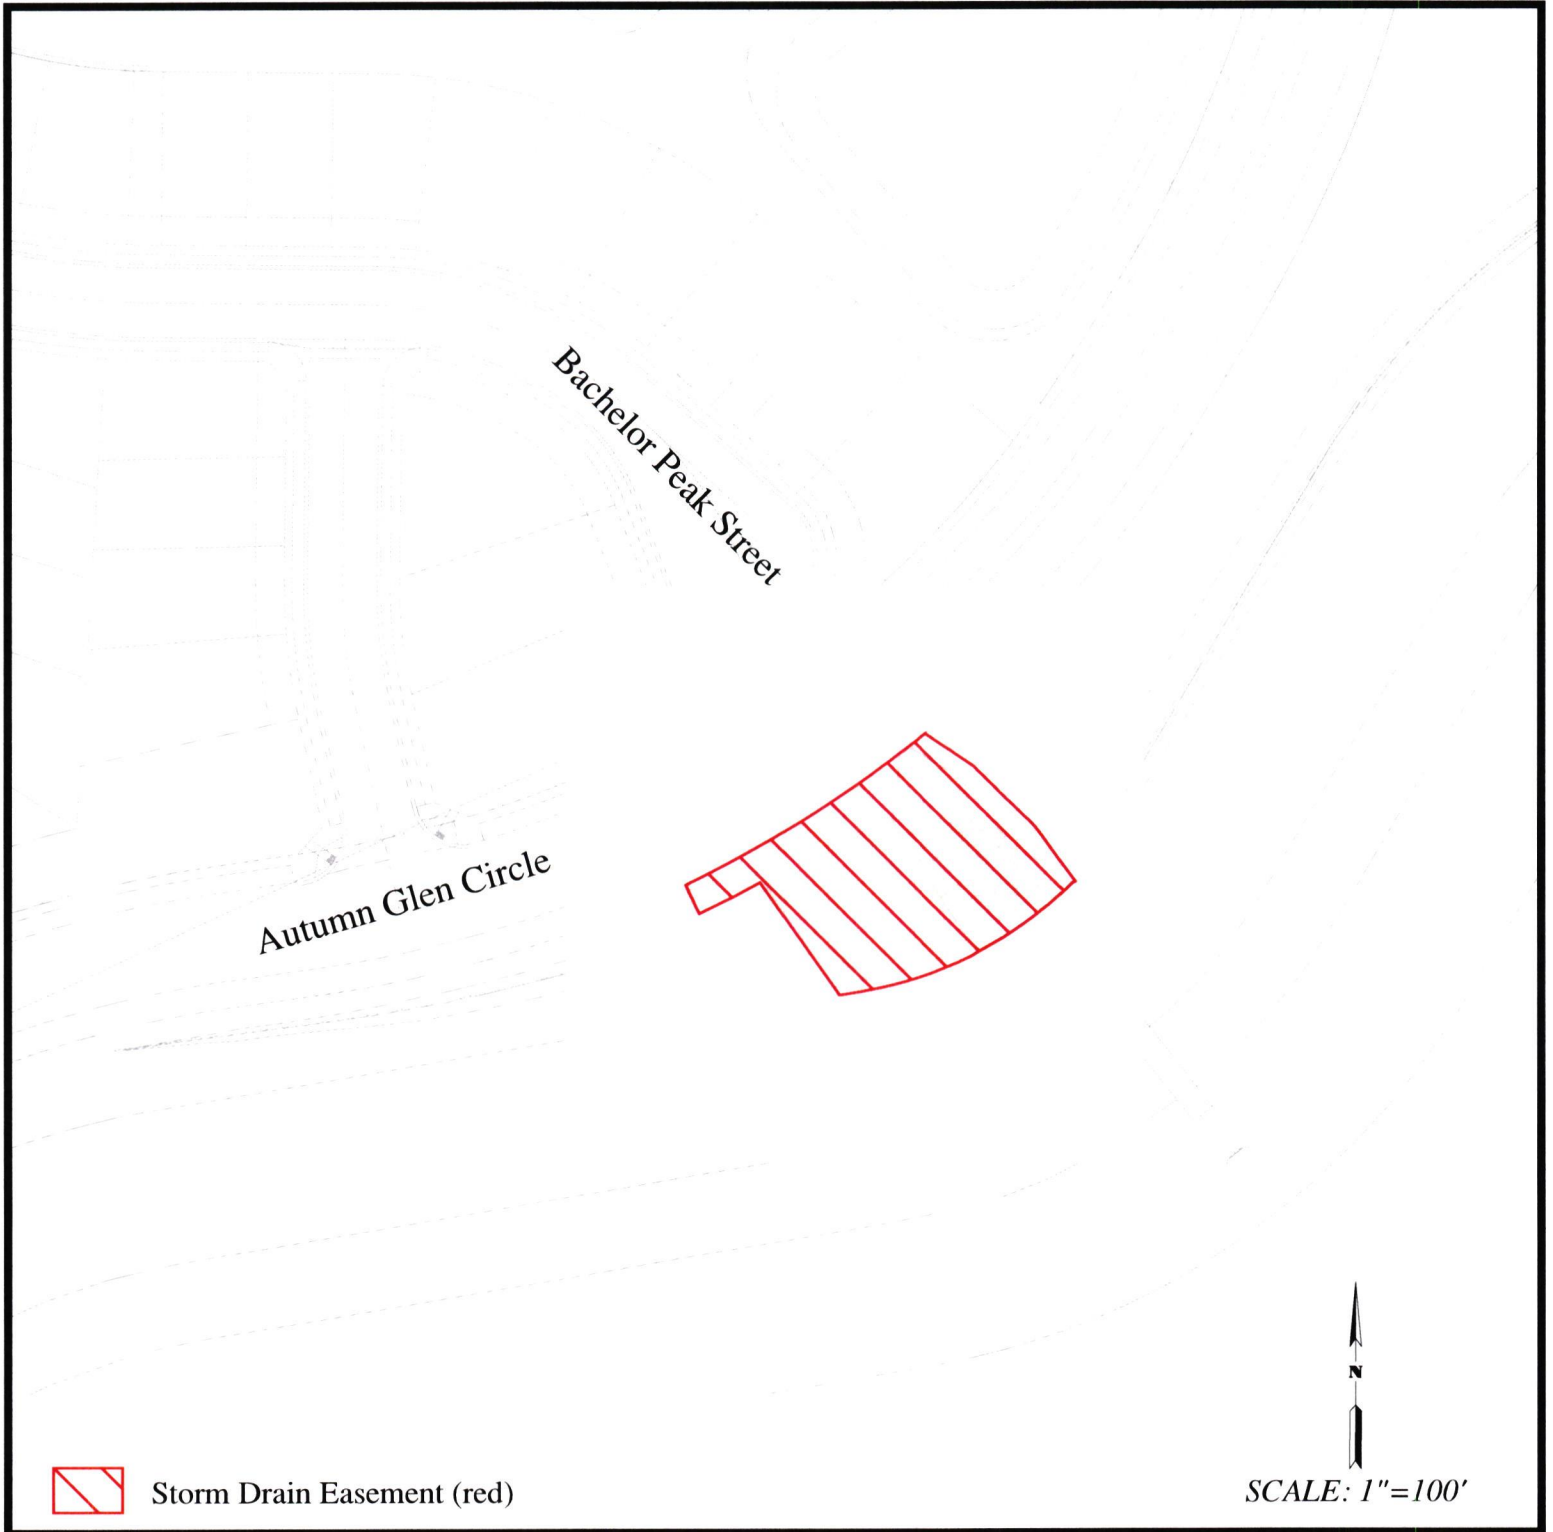 Bachelor Peak Street
Autumn Glen Circle
N
Storm Drain Easement (red)
SCALE: 1"=100'